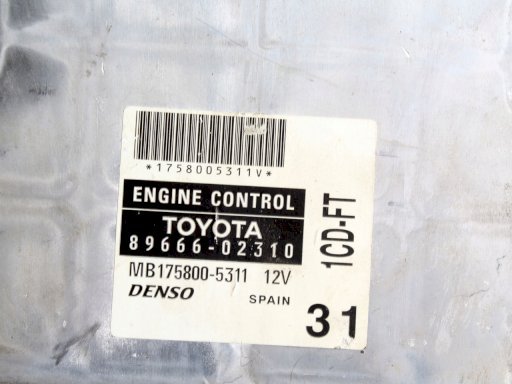 *1758005311V*
ENGINE CONTROL
TOYOTA
89666-02310
MB175800-5311 12V
DENSO SPAIN
1CD-FT
31